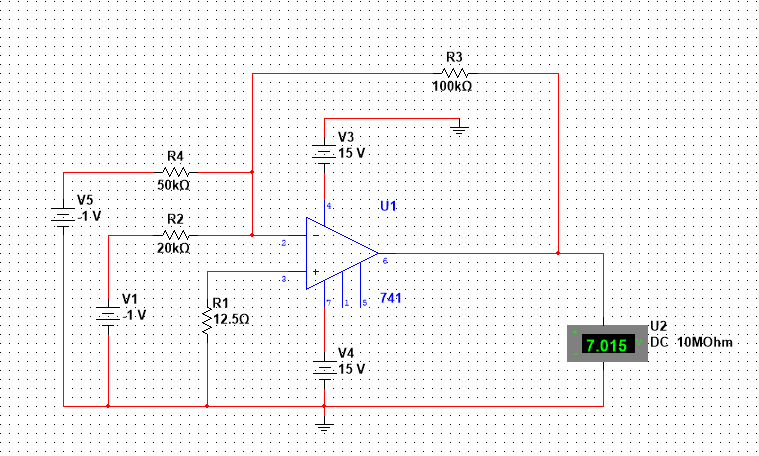 R3
100kΩ
V3
15 V
R4
50kΩ
4
U1
V5
-1 V
R2
20kΩ
2
6
3
V1
-1 V
R1
12.5Ω
7
1
5
741
U2
DC 10MOhm
7.015
V
V4
15 V